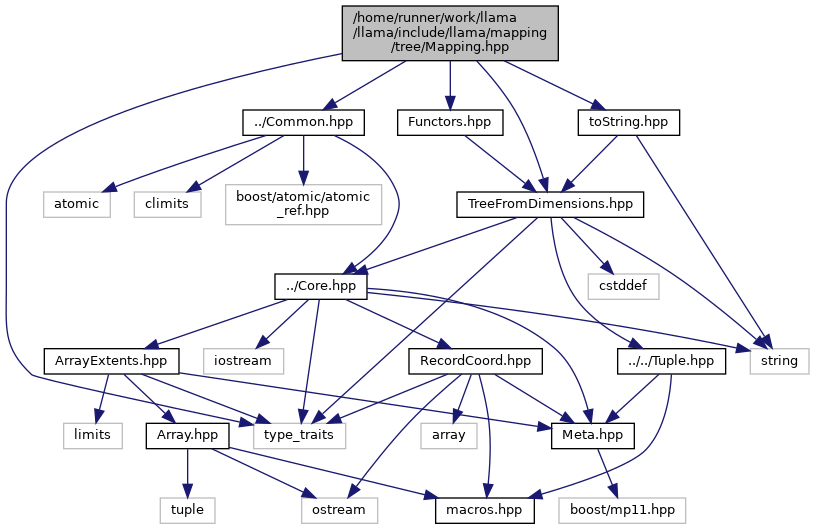 /home/runner/work/llama
/llama/include/llama/mapping
/tree/Mapping.hpp
../Common.hpp
Functors.hpp
toString.hpp
atomic
climits
boost/atomic/atomic
_ref.hpp
TreeFromDimensions.hpp
../Core.hpp
cstddef
ArrayExtents.hpp
iostream
RecordCoord.hpp
../../Tuple.hpp
string
limits
Array.hpp
type_traits
array
Meta.hpp
tuple
ostream
macros.hpp
boost/mp11.hpp